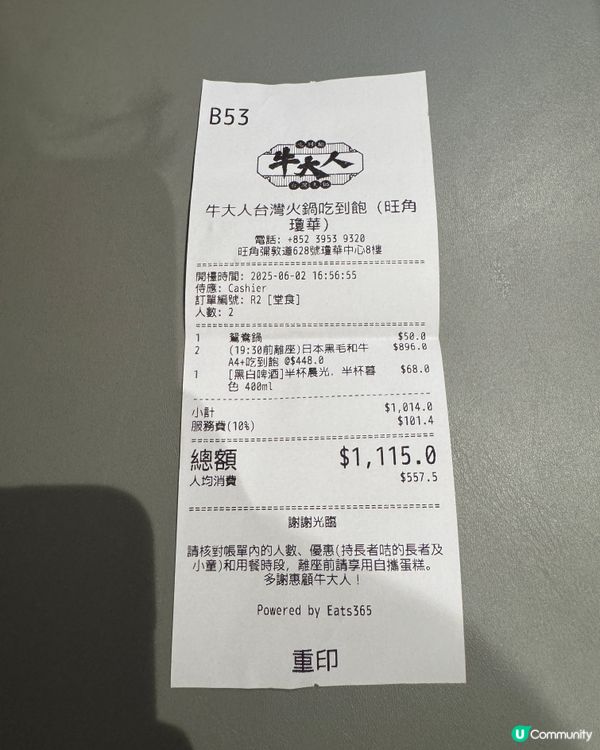 B53
牛大人
牛大人台灣火鍋吃到飽 (旺角
瓊華)
電話: +852 3953 9320
旺角彌敦道628號瓊華中心8樓
開檯時間: 2025-06-02 16:56:55
侍應: Cashier
訂單編號: R2 [堂食]
人數: 2
1 鴛鴦鍋 $50.0
2 (19:30前離座)日本黑毛和牛 $896.0
A4+吃到飽 @$448.0
1 [黑白啤酒]半杯晨光．半杯暮 $68.0
色 400ml
小計 $1,014.0
服務費(10%) $101.4
總額 $1,115.0
人均消費 $557.5
謝謝光臨
請核對帳單內的人數、優惠(持長者咭的長者及
小童)和用餐時段, 離座前請享用自攜蛋糕。
多謝惠顧牛大人！
Powered by Eats365
重印
U Community